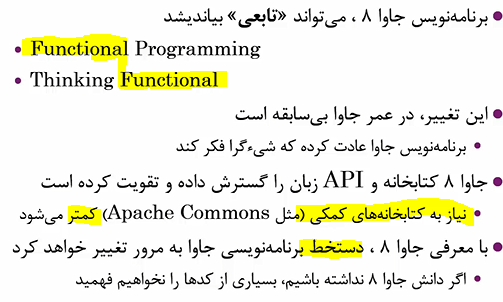 برنامه‌نویس جاوا ۸ ، می‌تواند «تابعی» بیاندیشد
Functional Programming
Thinking Functional
این تغییر، در عمر جاوا بی‌سابقه است
برنامه‌نویس جاوا عادت کرده که شیءگرا فکر کند
جاوا ۸ کتابخانه و API زبان را گسترش داده و تقویت کرده است
نیاز به کتابخانه‌های کمکی (مثل Apache Commons) کمتر می‌شود
با معرفی جاوا ۸ ، دستخط برنامه‌نویسی جاوا به مرور تغییر خواهد کرد
اگر دانش جاوا ۸ نداشته باشیم، بسیاری از کدها را نخواهیم فهمید